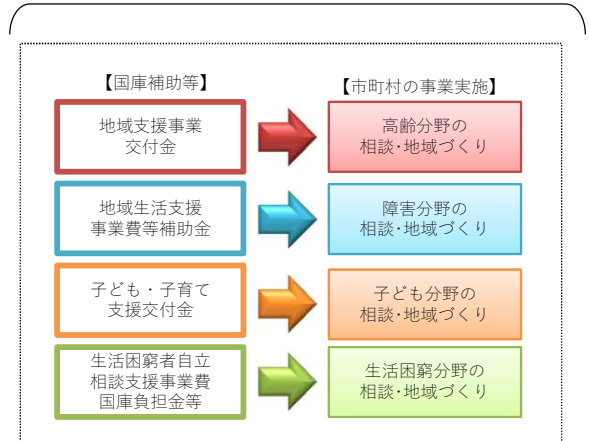 【国庫補助等】
【市町村の事業実施】
地域支援事業
交付金
高齢分野の
相談･地域づくり
地域生活支援
事業費等補助金
障害分野の
相談･地域づくり
子ども・子育て
支援交付金
子ども分野の
相談･地域づくり
生活困窮者自立
相談支援事業費
国庫負担金等
生活困窮分野の
相談･地域づくり